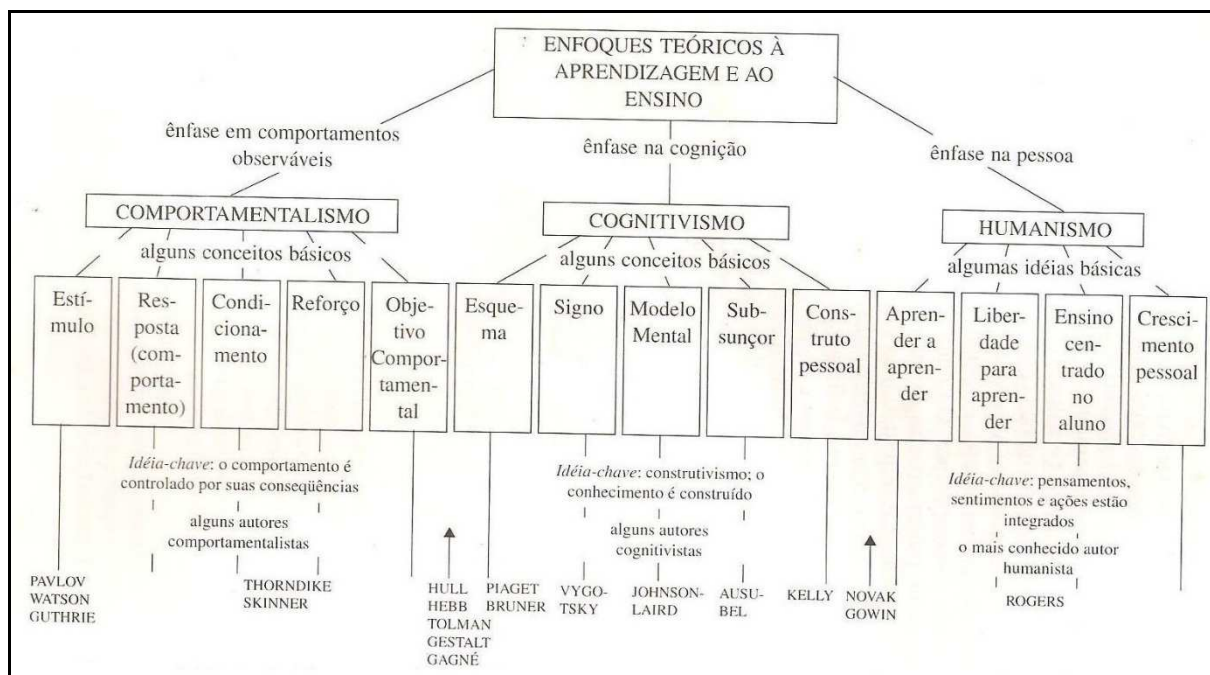 ENFOQUES TEÓRICOS À
APRENDIZAGEM E AO
ENSINO
ênfase em comportamentos
observáveis
ênfase na cognição
ênfase na pessoa
COMPORTAMENTALISMO
COGNITIVISMO
HUMANISMO
alguns conceitos básicos
alguns conceitos básicos
algumas idéias básicas
Estí-
mulo
Res-
posta
(com-
porta-
mento)
Condi-
ciona-
mento
Reforço
Objetivo
Comporta-
men-
tal
Esque-
ma
Signo
Modelo
Mental
Sub-
sunçor
Cons-
truto
pessoal
Apren-
der a
apren-
der
Liber-
dade
para
apren-
der
Ensino
cen-
trado
no
aluno
Cresci-
mento
pessoal
Idéia-chave: o comportamento é
controlado por suas conseqüências
alguns autores
comportamentalistas
Idéia-chave: construtivismo; o
conhecimento é construído
alguns autores
cognitivistas
Idéia-chave: pensamentos,
sentimentos e ações estão
integrados
o mais conhecido autor
humanista
PAVLOV
WATSON
GUTHRIE
THORNDIKE
SKINNER
HULL
HEBB
TOLMAN
GESTALT
GAGNÉ
PIAGET
BRUNER
VYGO-
TSKY
JOHNSON-
LAIRD
AUSU-
BEL
KELLY
NOVAK
GOWIN
ROGERS